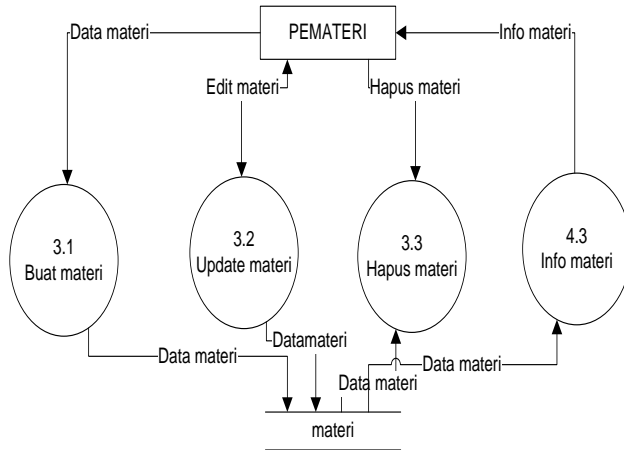 Data materi
PEMATERI
Info materi
Edit materi
Hapus materi
3.1
Buat materi
3.2
Update materi
3.3
Hapus materi
4.3
Info materi
Datamateri
Data materi
Data materi
Data materi
materi